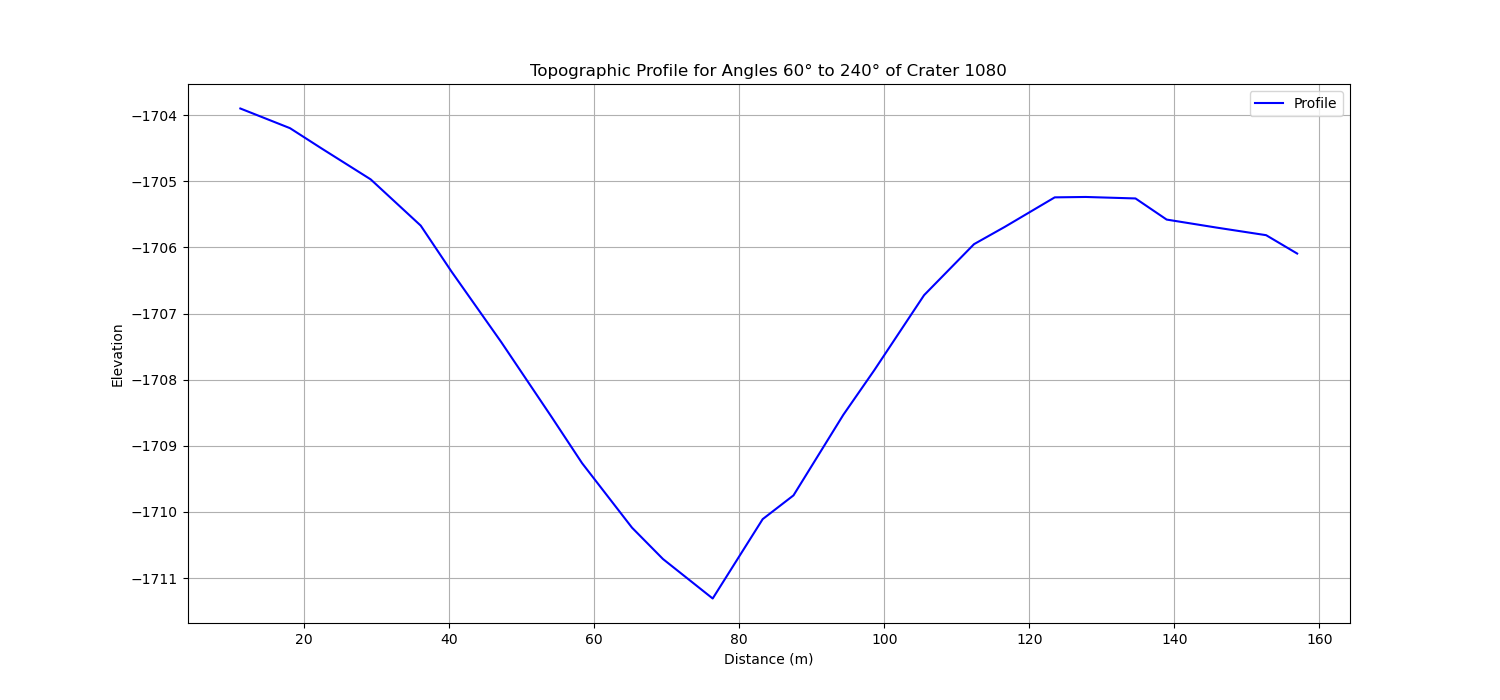 Topographic Profile for Angles 60° to 240° of Crater 1080
Profile
Elevation
−1704
−1705
−1706
−1707
−1708
−1709
−1710
−1711
20 40 60 80 100 120 140 160
Distance (m)